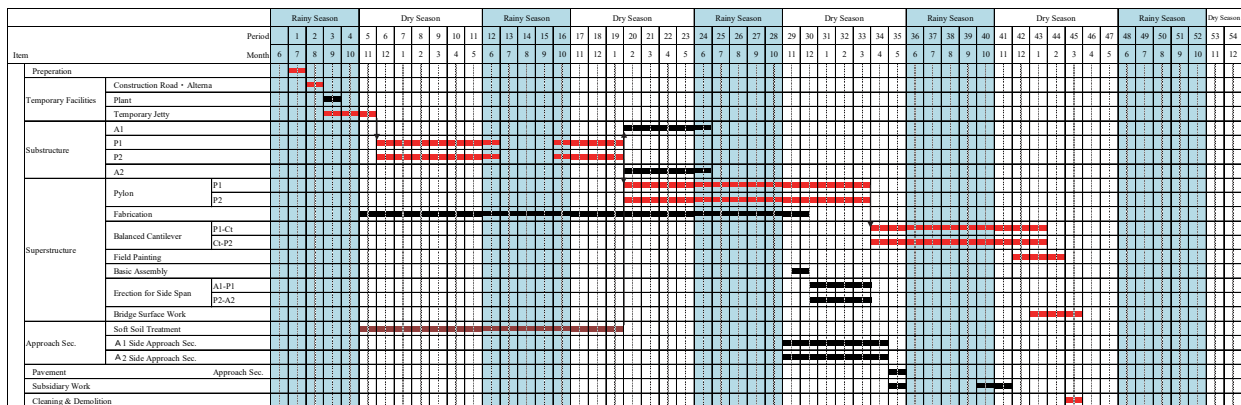 Rainy Season Dry Season Rainy Season Dry Season Rainy Season Dry Season Rainy Season Dry Season Rainy Season Dry Season
Period 1 2 3 4 5 6 7 8 9 10 11 12 13 14 15 16 17 18 19 20 21 22 23 24 25 26 27 28 29 30 31 32 33 34 35 36 37 38 39 40 41 42 43 44 45 46 47 48 49 50 51 52 53 54
Item Month 6 7 8 9 10 11 12 1 2 3 4 5 6 7 8 9 10 11 12 1 2 3 4 5 6 7 8 9 10 11 12 1 2 3 4 5 6 7 8 9 10 11 12 1 2 3 4 5 6 7 8 9 10 11 12
Preperation
Temporary Facilities
Construction Road・Alterna
Plant
Temporary Jetty
Substructure
A1
P1
P2
A2
Superstructure
Pylon
P1
P2
Fabrication
Balanced Cantilever
P1-Ct
Ct-P2
Field Painting
Basic Assembly
Erection for Side Span
A1-P1
P2-A2
Bridge Surface Work
Approach Sec.
Soft Soil Treatment
A1 Side Approach Sec.
A2 Side Approach Sec.
Pavement Approach Sec.
Subsidiary Work
Cleaning & Demolition